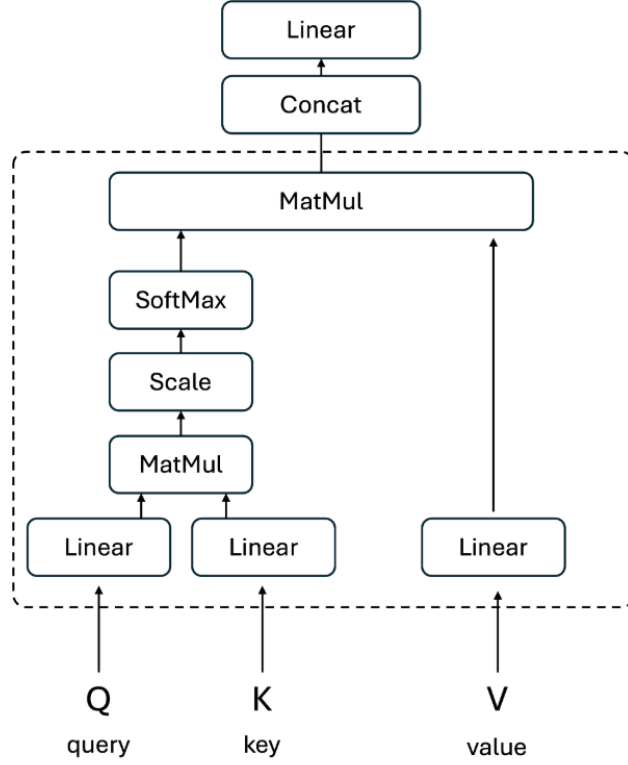 Linear
Concat
MatMul
SoftMax
Scale
MatMul
Linear Linear Linear
Q K V
query key value